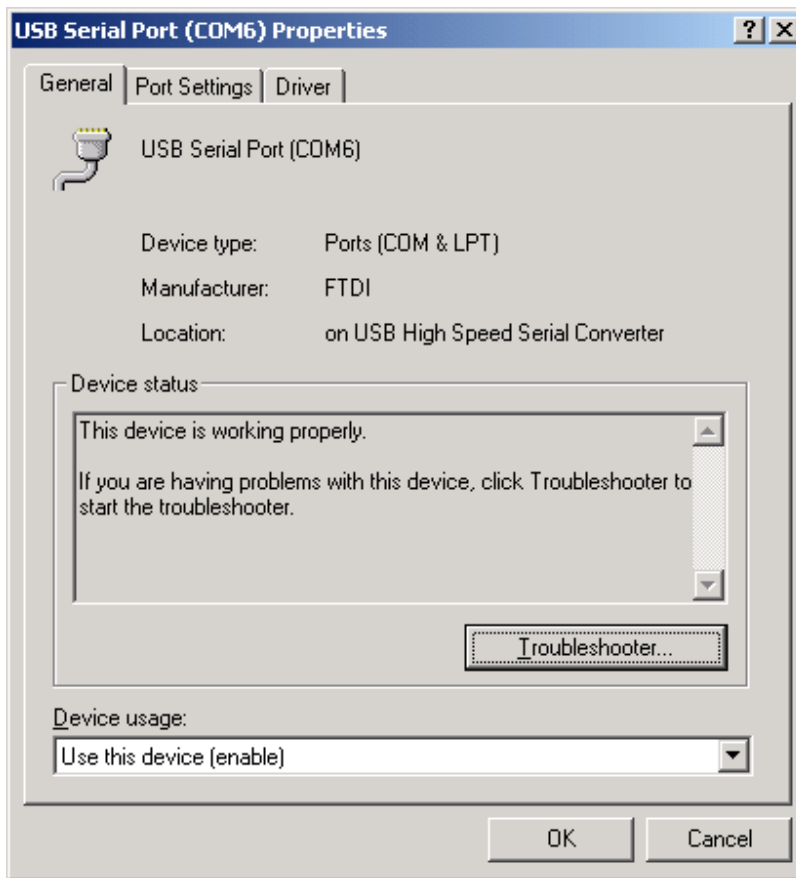 USB Serial Port (COM6) Properties
General
Port Settings
Driver
USB Serial Port (COM6)
Device type: Ports (COM & LPT)
Manufacturer: FTDI
Location: on USB High Speed Serial Converter
Device status
This device is working properly.
If you are having problems with this device, click Troubleshooter to
start the troubleshooter.
Troubleshooter...
Device usage:
Use this device (enable)
OK
Cancel